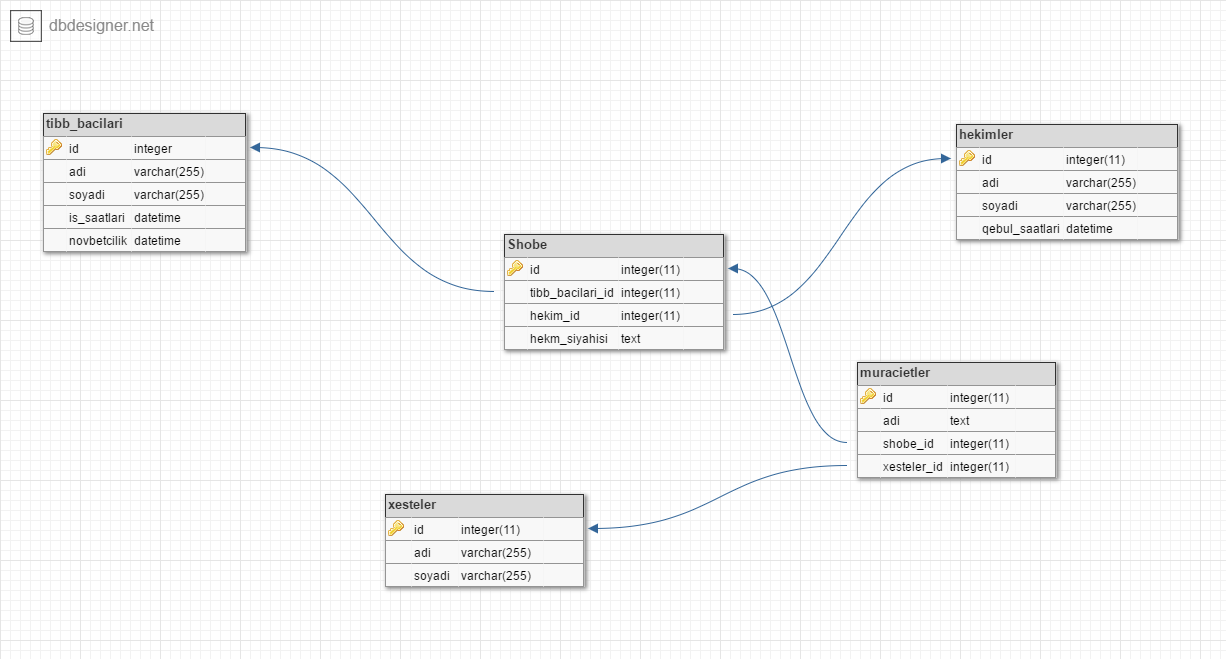 dbdesigner.net
tibb_bacilari
id integer
adi varchar(255)
soyadi varchar(255)
is_saatlari datetime
novbetcilik datetime
hekimler
id integer(11)
adi varchar(255)
soyadi varchar(255)
qebul_saatlari datetime
Shobe
id integer(11)
tibb_bacilari_id integer(11)
hekim_id integer(11)
hekm_siyahisi text
muracietler
id integer(11)
adi text
shobe_id integer(11)
xesteler_id integer(11)
xesteler
id integer(11)
adi varchar(255)
soyadi varchar(255)